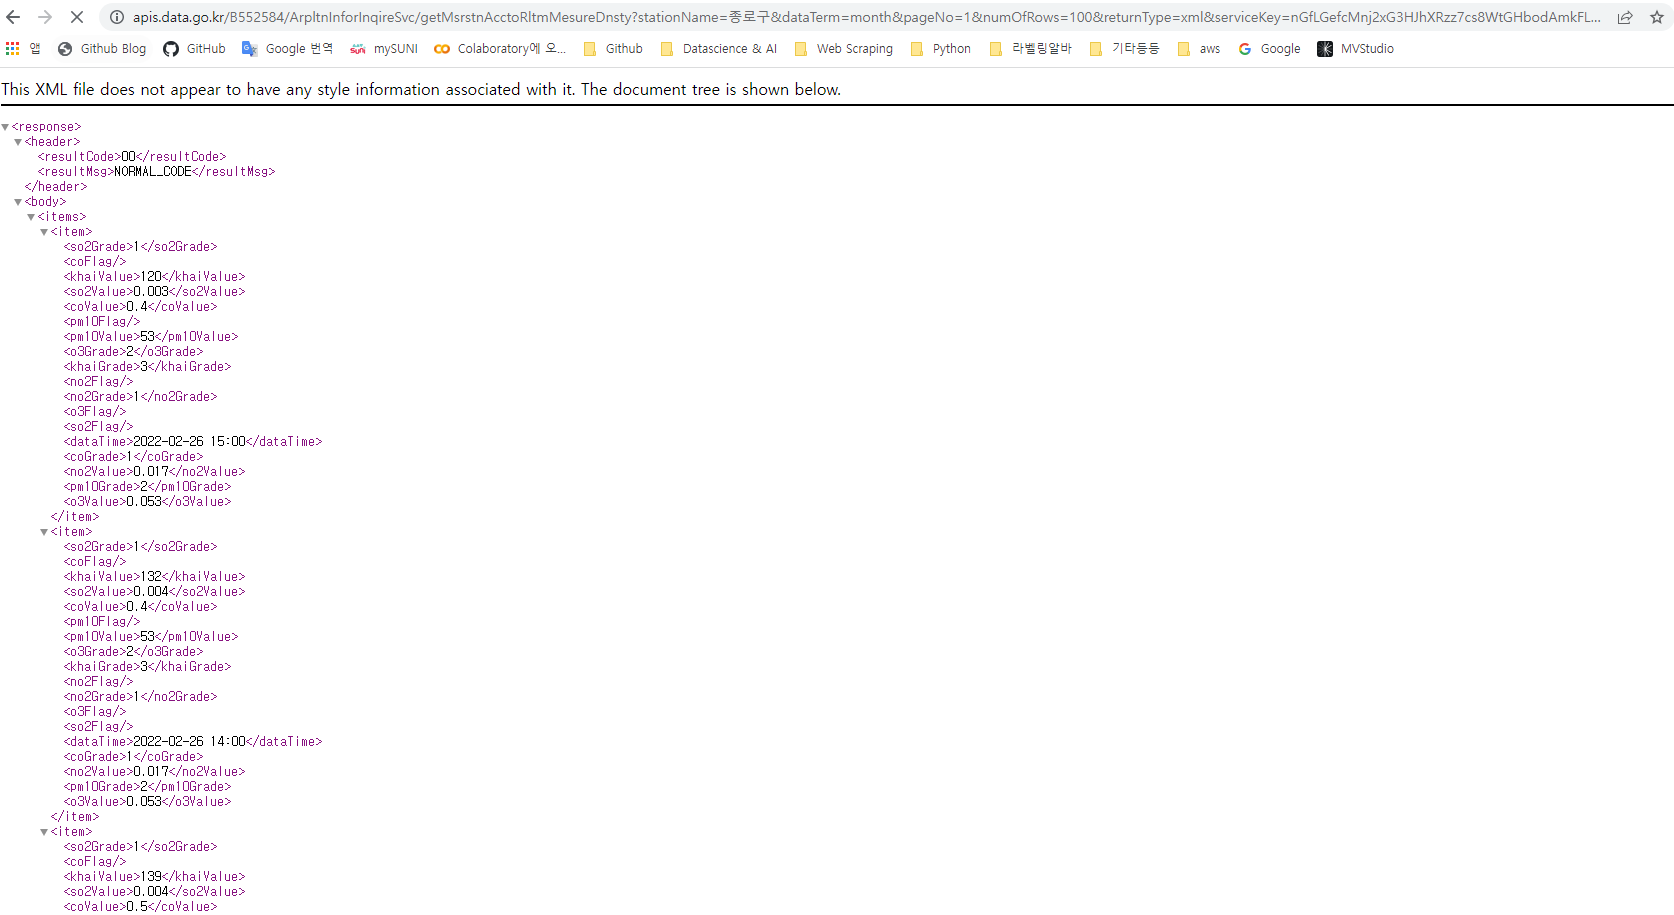 apis.data.go.kr/B552584/ArpltnInforInqireSvc/getMsrstnAcctoRltmMesureDnsty?stationName=종로구&dataTerm=month&pageNo=1&numOfRows=100&returnType=xml&serviceKey=nGfLGefcMnj2xG3HJhXRzz7cs8WtGHbodAmkFL...
앱 Github Blog GitHub Google 번역 mySUNI Colaboratory에 오... Github Datascience & AI Web Scraping Python 라벨링알바 기타등등 aws Google MVStudio
This XML file does not appear to have any style information associated with it. The document tree is shown below.
▼<response>
▼<header>
<resultCode>00</resultCode>
<resultMsg>NORMAL_CODE</resultMsg>
</header>
▼<body>
▼<items>
▼<item>
<so2Grade>1</so2Grade>
<coFlag/>
<khaiValue>120</khaiValue>
<so2Value>0.003</so2Value>
<coValue>0.4</coValue>
<pm10Flag/>
<pm10Value>53</pm10Value>
<o3Grade>2</o3Grade>
<khaiGrade>3</khaiGrade>
<no2Flag/>
<no2Grade>1</no2Grade>
<o3Flag/>
<so2Flag/>
<dataTime>2022-02-26 15:00</dataTime>
<coGrade>1</coGrade>
<no2Value>0.017</no2Value>
<pm10Grade>2</pm10Grade>
<o3Value>0.053</o3Value>
</item>
▼<item>
<so2Grade>1</so2Grade>
<coFlag/>
<khaiValue>132</khaiValue>
<so2Value>0.004</so2Value>
<coValue>0.4</coValue>
<pm10Flag/>
<pm10Value>53</pm10Value>
<o3Grade>2</o3Grade>
<khaiGrade>3</khaiGrade>
<no2Flag/>
<no2Grade>1</no2Grade>
<o3Flag/>
<so2Flag/>
<dataTime>2022-02-26 14:00</dataTime>
<coGrade>1</coGrade>
<no2Value>0.017</no2Value>
<pm10Grade>2</pm10Grade>
<o3Value>0.053</o3Value>
</item>
▼<item>
<so2Grade>1</so2Grade>
<coFlag/>
<khaiValue>139</khaiValue>
<so2Value>0.004</so2Value>
<coValue>0.5</coValue>